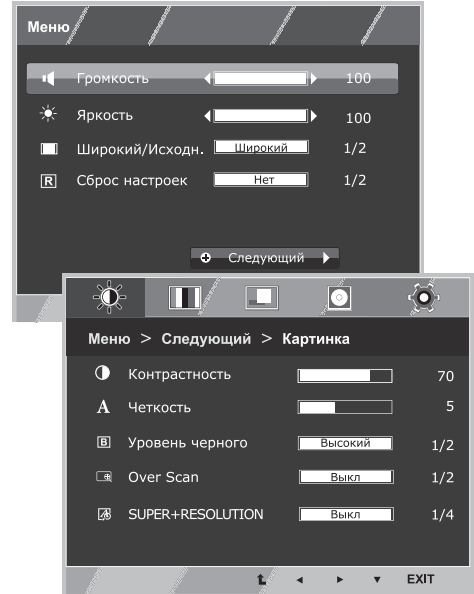 Меню
Громкость 100
Яркость 100
Широкий/Исходн. Широкий 1/2
R Сброс настроек Нет 1/2
Следующий
Меню > Следующий > Картинка
Контрастность 70
A Четкость 5
B Уровень черного Высокий 1/2
Over Scan Выкл 1/2
SUPER+RESOLUTION Выкл 1/4
EXIT